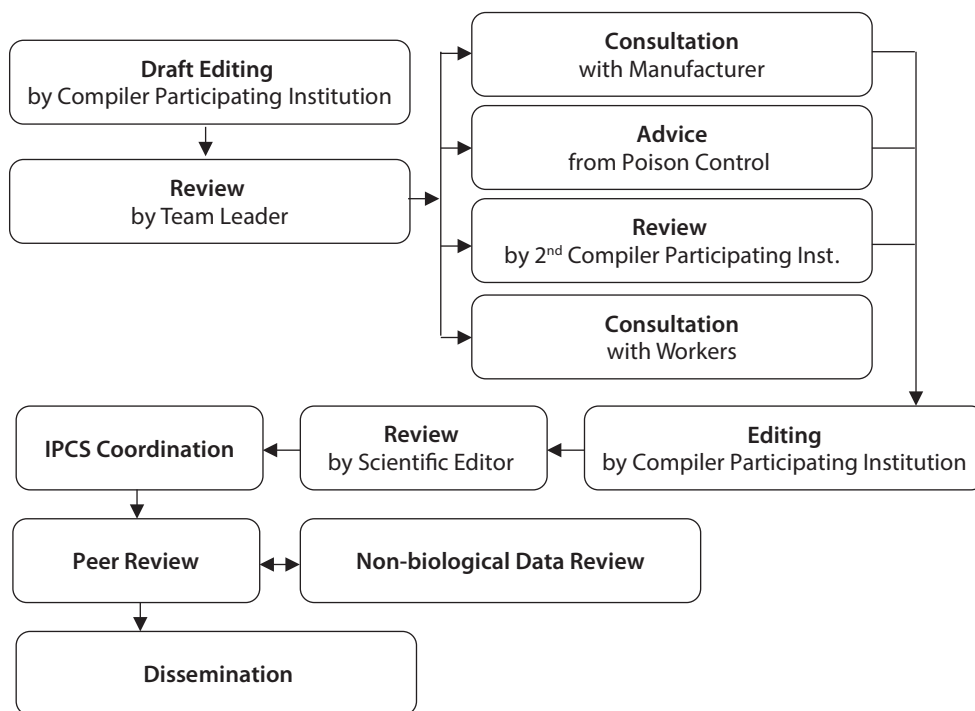 Draft Editing
by Compiler Participating Institution
Review
by Team Leader
Consultation
with Manufacturer
Advice
from Poison Control
Review
by 2nd Compiler Participating Inst.
Consultation
with Workers
Editing
by Compiler Participating Institution
Review
by Scientific Editor
IPCS Coordination
Peer Review
Non-biological Data Review
Dissemination